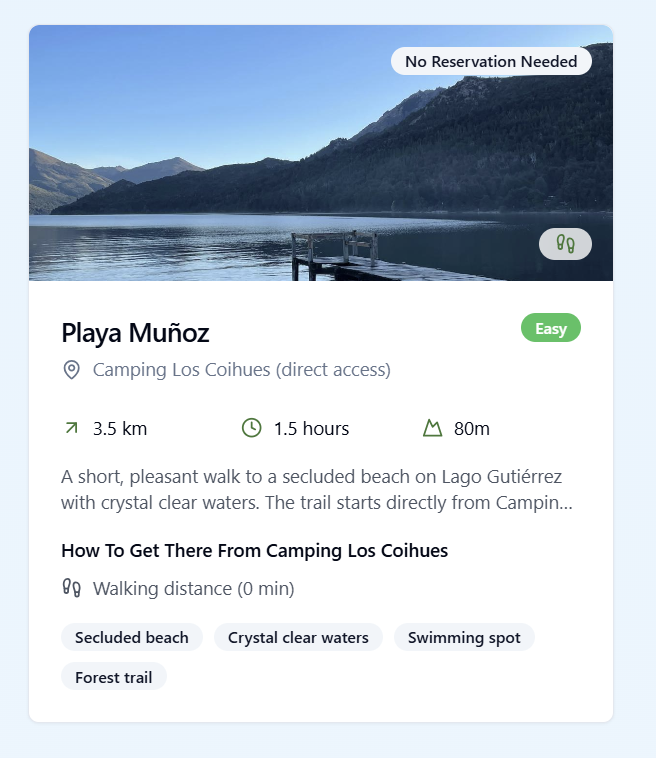 No Reservation Needed
Playa Muñoz
Easy
Camping Los Coihues (direct access)
3.5 km
1.5 hours
80m
A short, pleasant walk to a secluded beach on Lago Gutiérrez
with crystal clear waters. The trail starts directly from Campin...
How To Get There From Camping Los Coihues
Walking distance (0 min)
Secluded beach
Crystal clear waters
Swimming spot
Forest trail